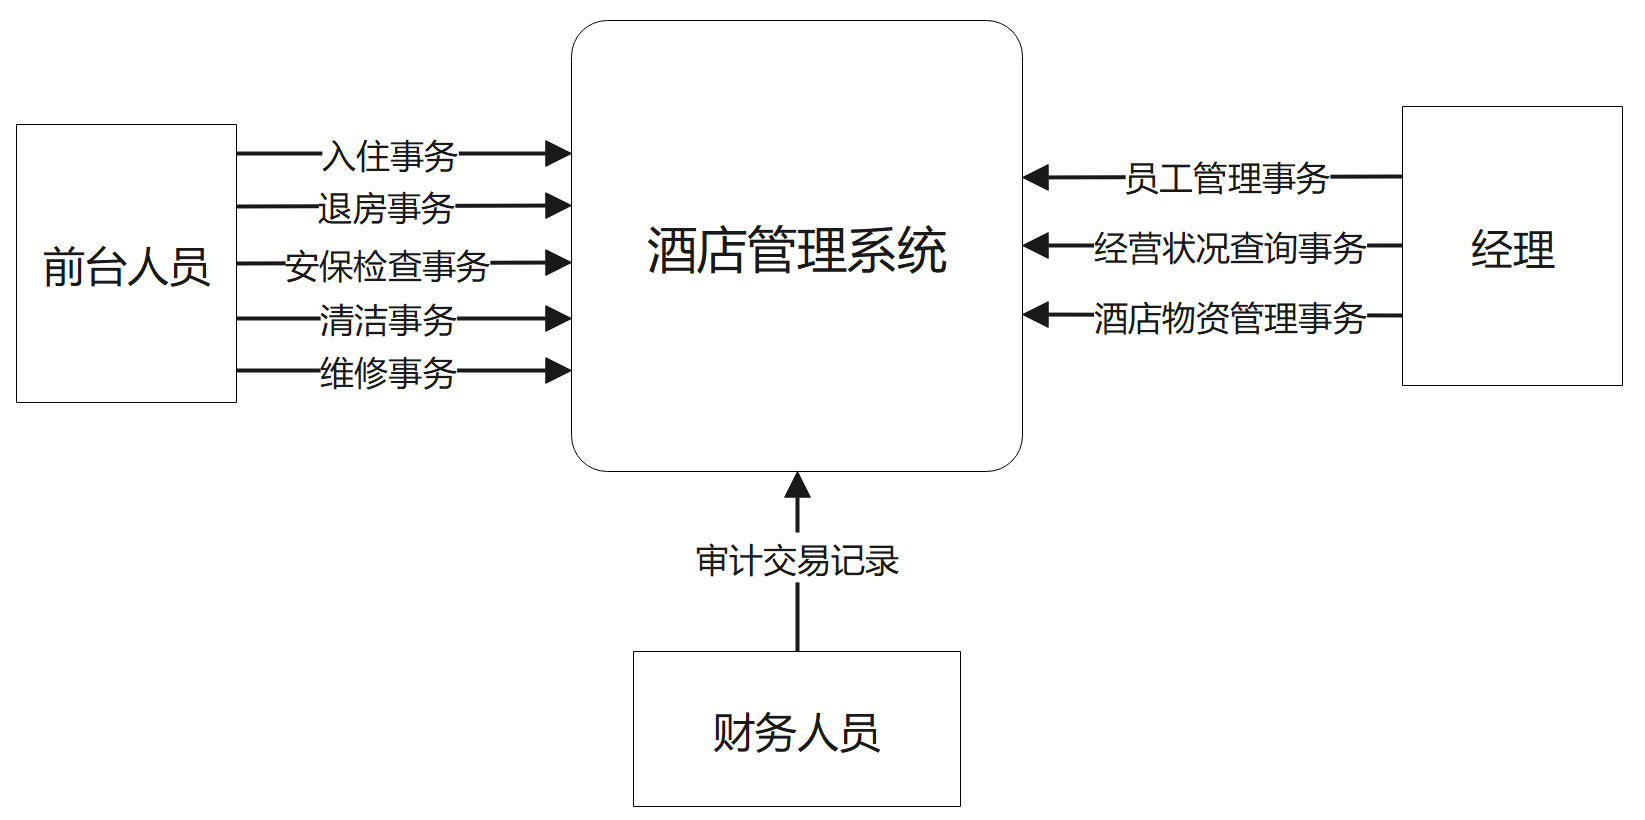 前台人员
入住事务
退房事务
安保检查事务
清洁事务
维修事务
酒店管理系统
员工管理事务
经营状况查询事务
酒店物资管理事务
经理
审计交易记录
财务人员